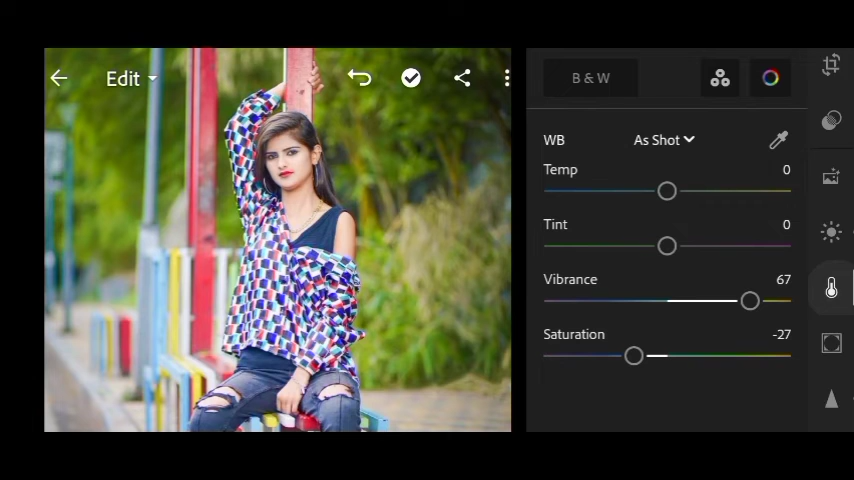 Edit
B & W
WB As Shot
Temp 0
Tint 0
Vibrance 67
Saturation -27